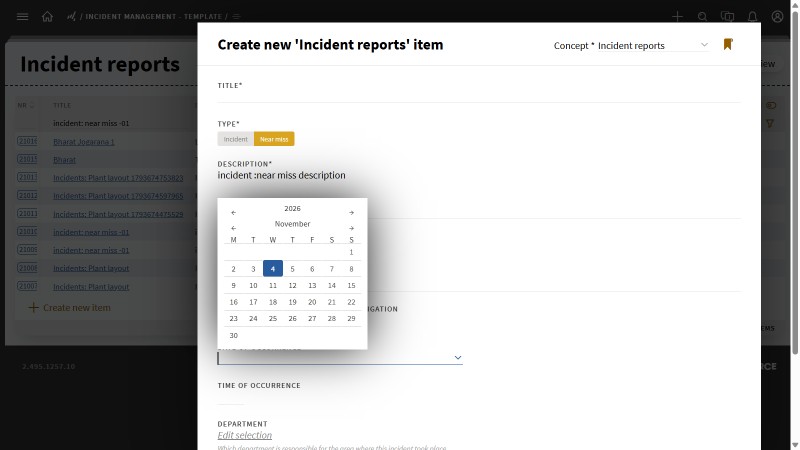 / INCIDENT MANAGEMENT - TEMPLATE /
Create new 'Incident reports' item
Concept * Incident reports
Incident reports
TITLE*
NR
TITLE
incident: near miss -01
TYPE*
Incident
Near miss
Bharat Jogarana 1
Bharat
DESCRIPTION*
incident :near miss description
Incidents: Plant layout 1793674753823
Incidents: Plant layout 1793674597965
Incidents: Plant layout 1793674475529
incident: near miss -01
incident: near miss -01
Incidents: Plant layout
Incidents: Plant layout
Create new item
2026
November
M T W T F S S
1
2 3 4 5 6 7 8
9 10 11 12 13 14 15
16 17 18 19 20 21 22
23 24 25 26 27 28 29
30
TIME OF OCCURRENCE
2.495.1257.10
DEPARTMENT
Edit selection
Which department is responsible for the area where this incident took place